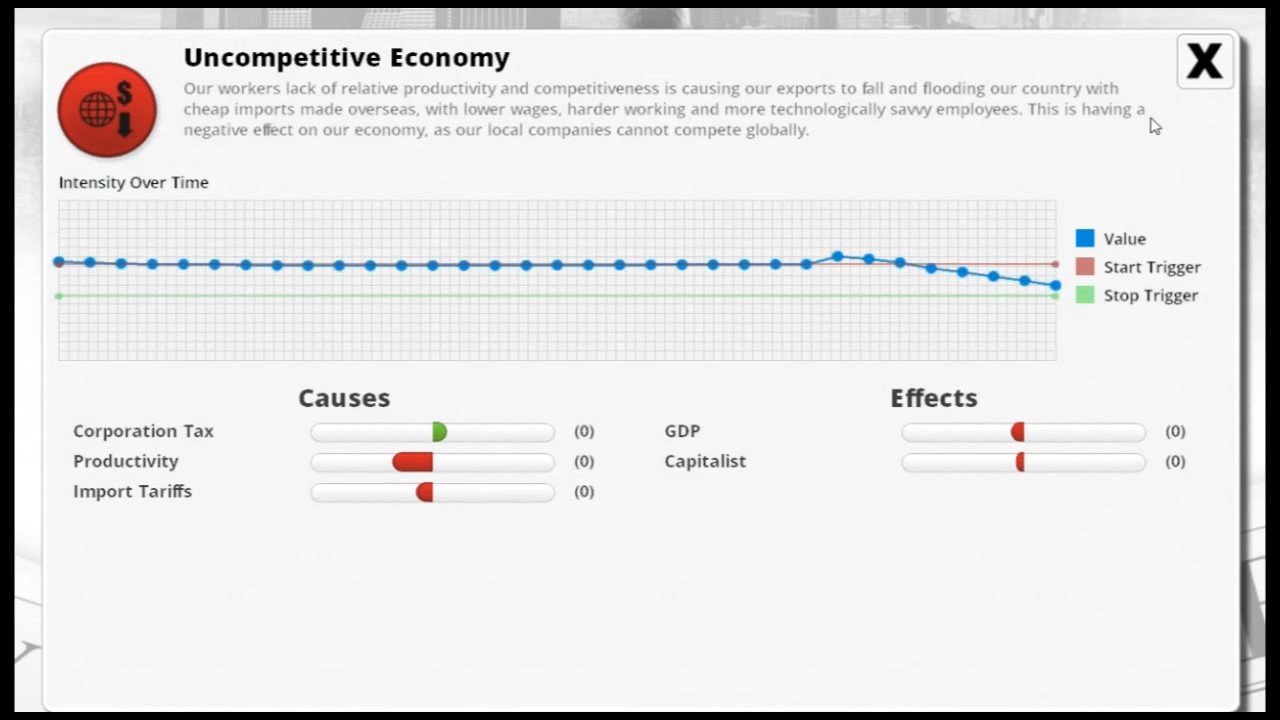 Uncompetitive Economy
X
Our workers lack of relative productivity and competitiveness is causing our exports to fall and flooding our country with
cheap imports made overseas, with lower wages, harder working and more technologically savvy employees. This is having a
negative effect on our economy, as our local companies cannot compete globally.
$
Intensity Over Time
Value
Start Trigger
Stop Trigger
Causes
Corporation Tax (0)
Productivity (0)
Import Tariffs (0)
Effects
GDP (0)
Capitalist (0)